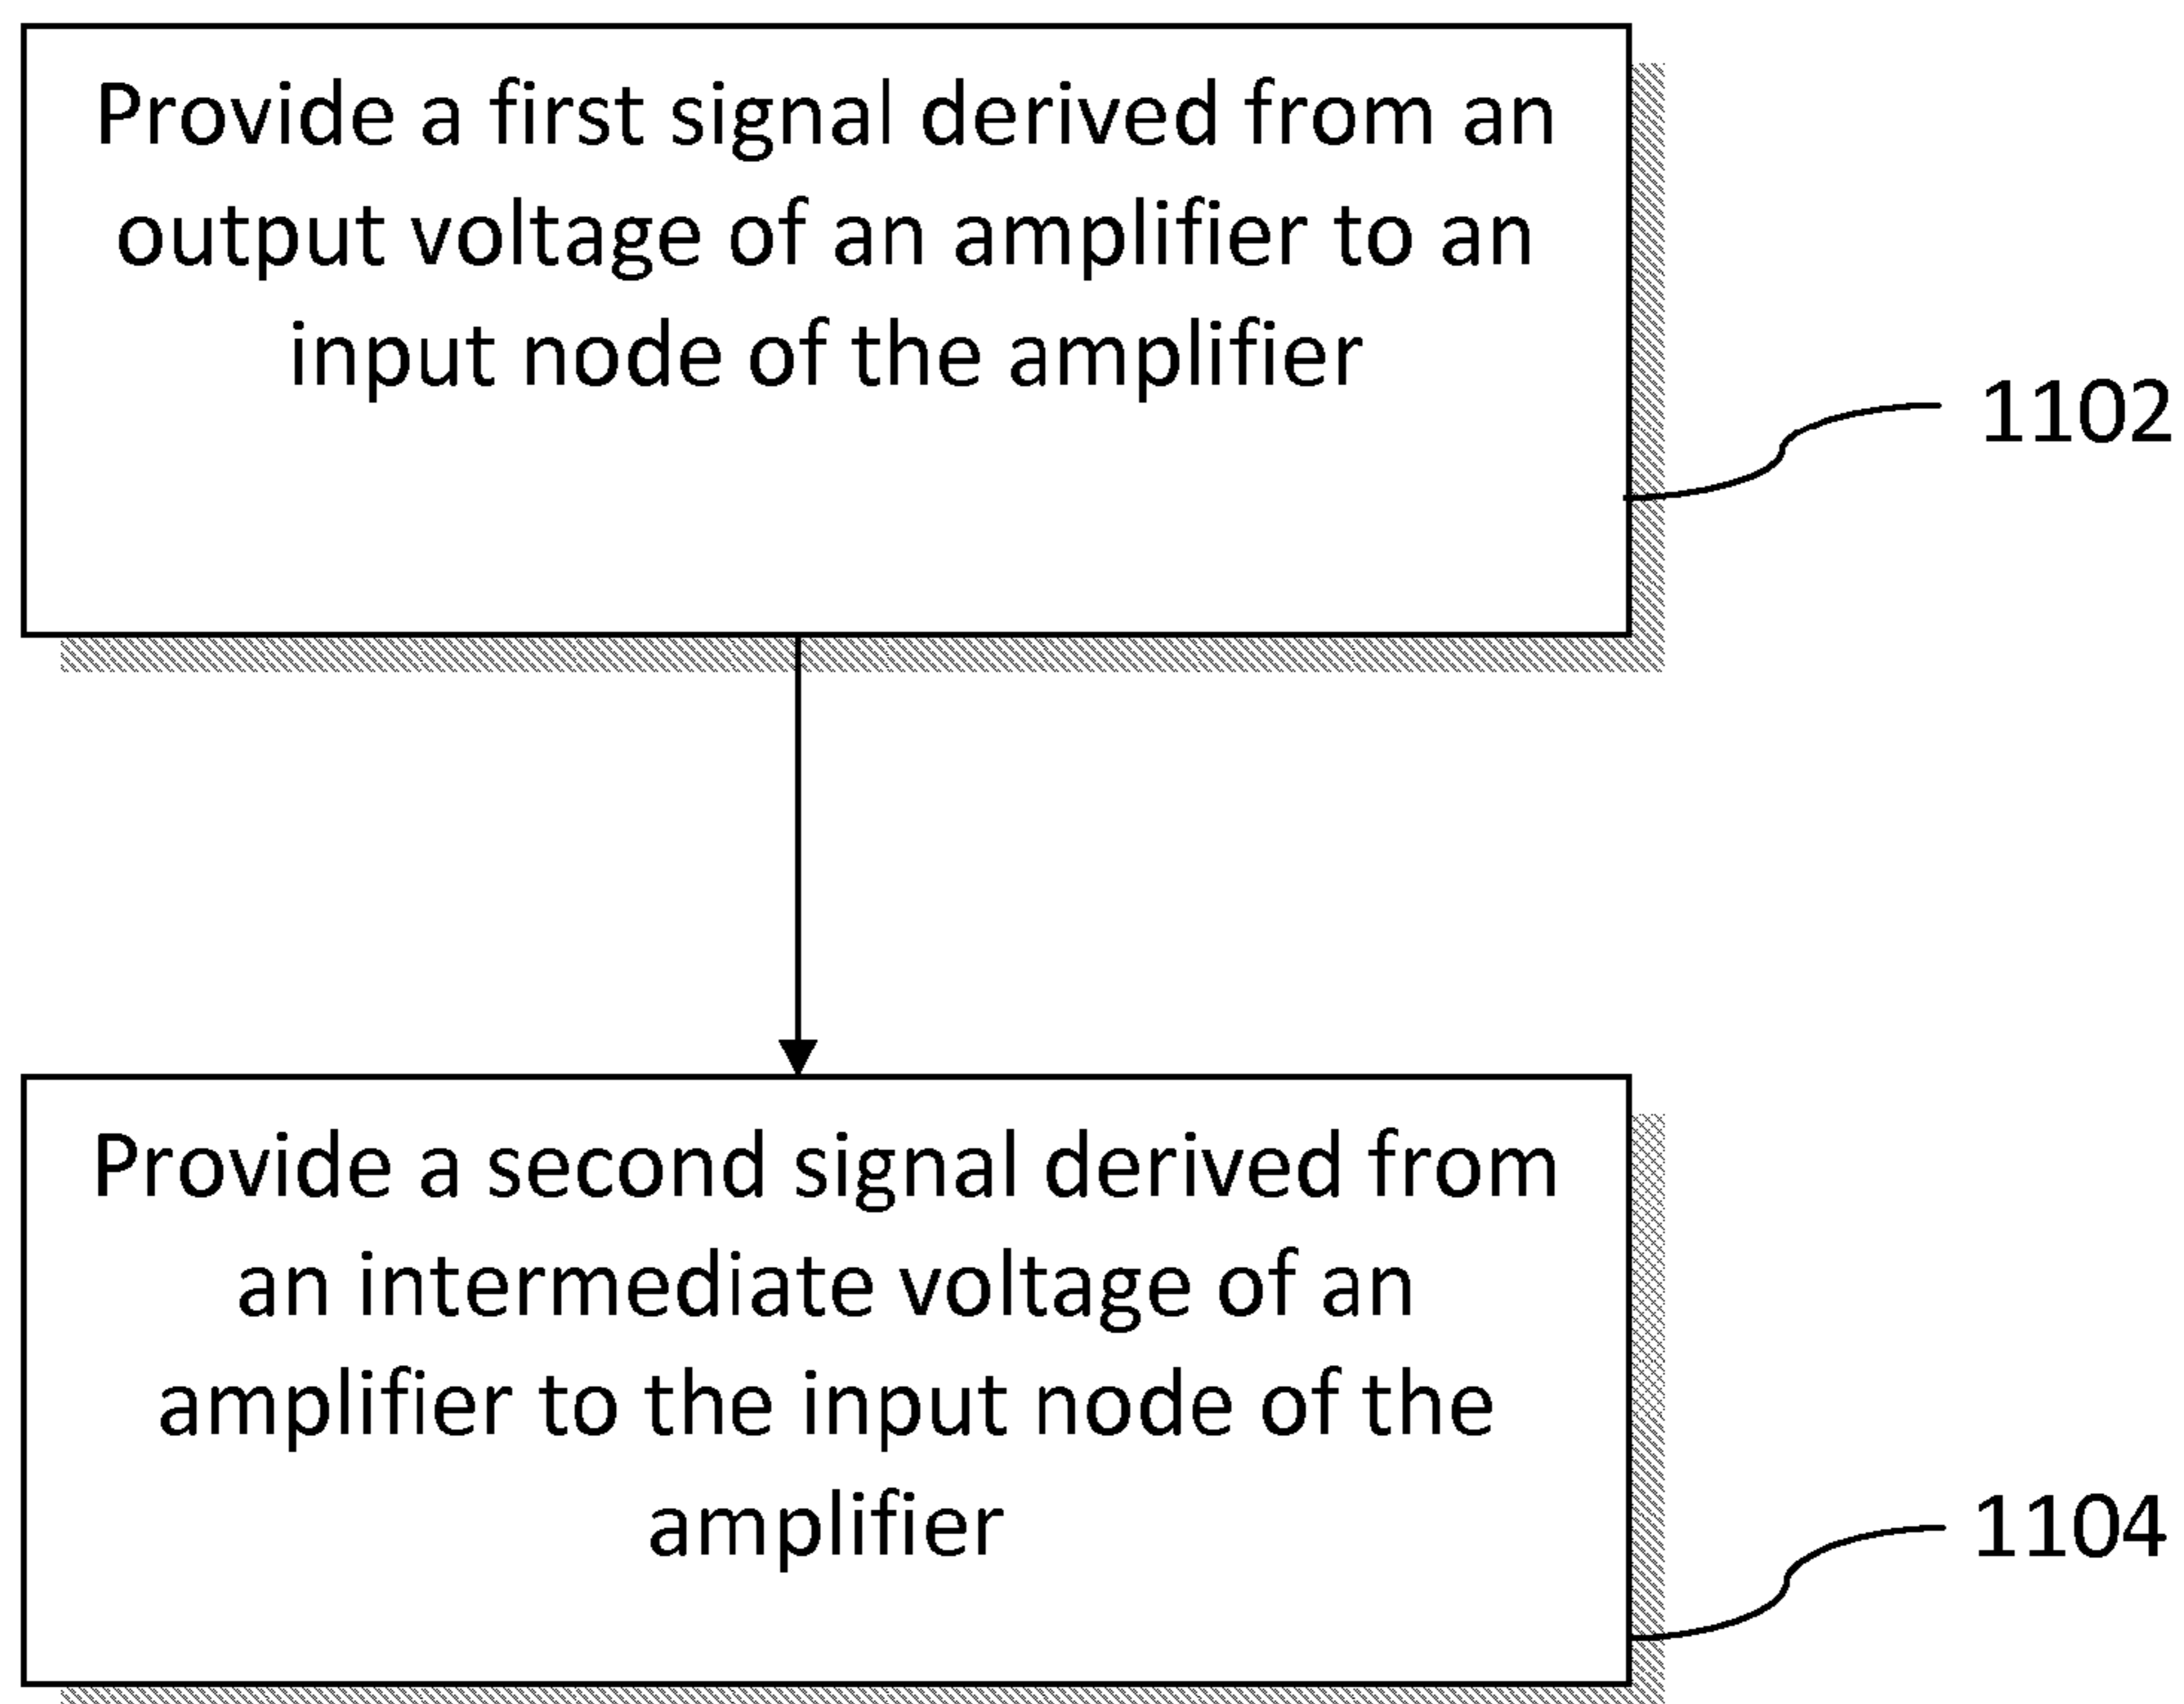 Provide a first signal derived from an
output voltage of an amplifier to an
input node of the amplifier
1102
Provide a second signal derived from
an intermediate voltage of an
amplifier to the input node of the
amplifier
1104